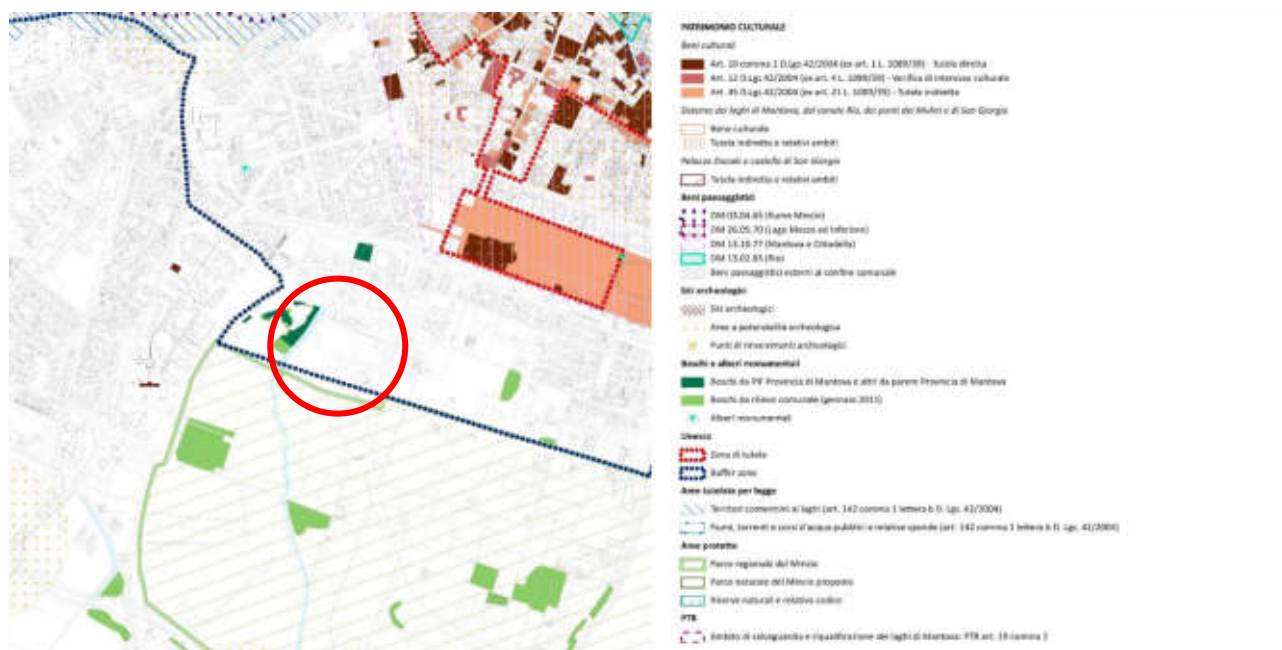 PATRIMONIO CULTURALE
Beni culturali
Art. 10 comma 1 D.Lgs 42/2004 (ex art. 1 L. 1089/39) - Tutela diretta
Art. 12 D.Lgs 42/2004 (ex art. 4 L. 1089/39) - Verifica di interesse culturale
Art. 45 D.Lgs 42/2004 (ex art. 21 L. 1089/39) - Tutela indiretta
Sistema dei laghi di Mantova, del canale Rio, dei ponti dei Mulini e di San Giorgio
Bene culturale
Tutela indiretta e relativi ambiti
Palazzo Ducale e castello di San Giorgio
Tutela indiretta e relativi ambiti
Beni paesaggistici
DM 03.04.65 (fiume Mincio)
DM 26.05.70 (Lago Mezzo ed Inferiore)
DM 13.10.77 (Mantova e Cittadella)
DM 13.02.85 (Rio)
Beni paesaggistici esterni al confine comunale
Siti archeologici
Siti archeologici
Aree a potenzialità archeologica
Punti di rinvenimenti archeologici
Boschi e alberi monumentali
Boschi da PIF Provincia di Mantova e altri da parere Provincia di Mantova
Boschi da rilievo comunale (gennaio 2011)
Alberi monumentali
Unesco
Zona di tutela
Buffer zone
Aree tutelate per legge
Territori contermini ai laghi (art. 142 comma 1 lettera b D. Lgs. 42/2004)
Fiumi, torrenti e corsi d'acqua pubblici e relative sponde (art. 142 comma 1 lettera b D. Lgs. 42/2004)
Aree protette
Parco regionale del Mincio
Parco naturale del Mincio proposto
Riserve naturali e relativo codice
PTR
Ambito di salvaguardia e riqualificazione dei laghi di Mantova: PTR art. 19 comma 2